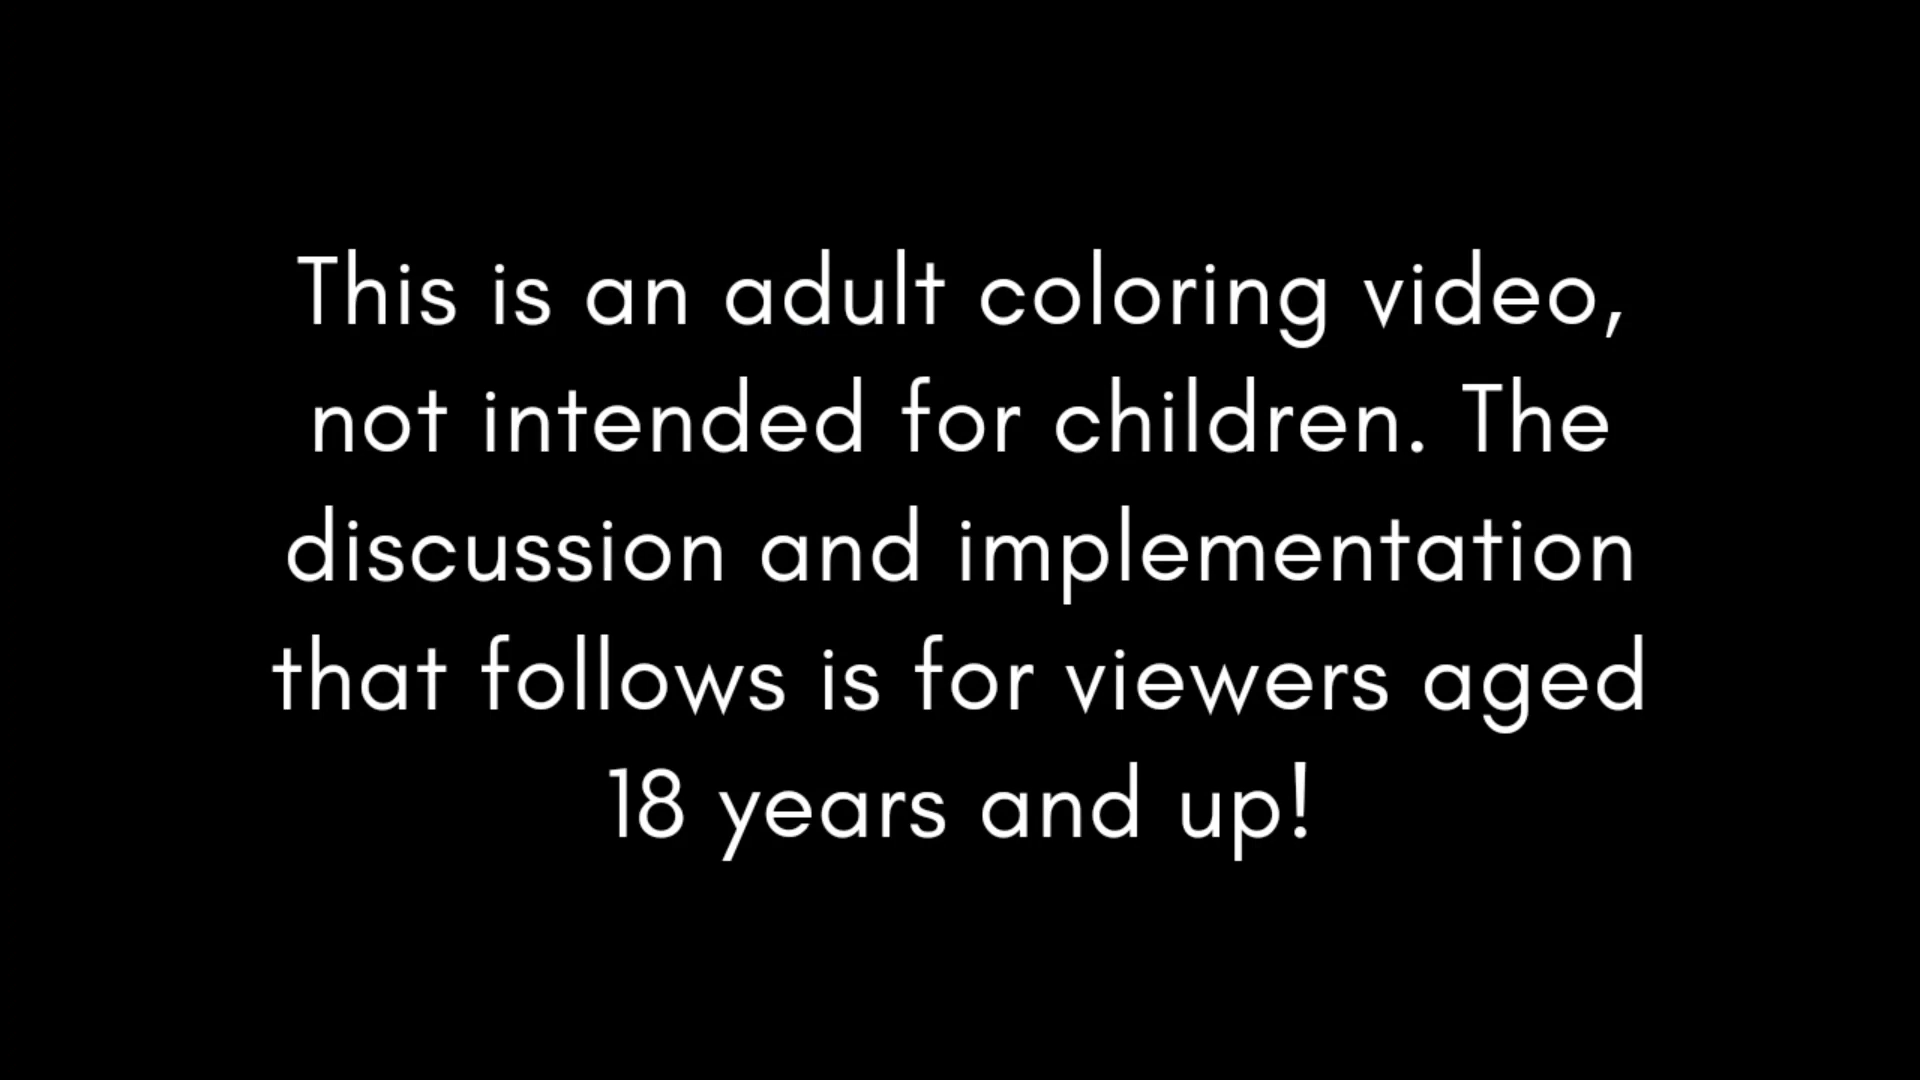 This is an adult coloring video,
not intended for children. The
discussion and implementation
that follows is for viewers aged
18 years and up!